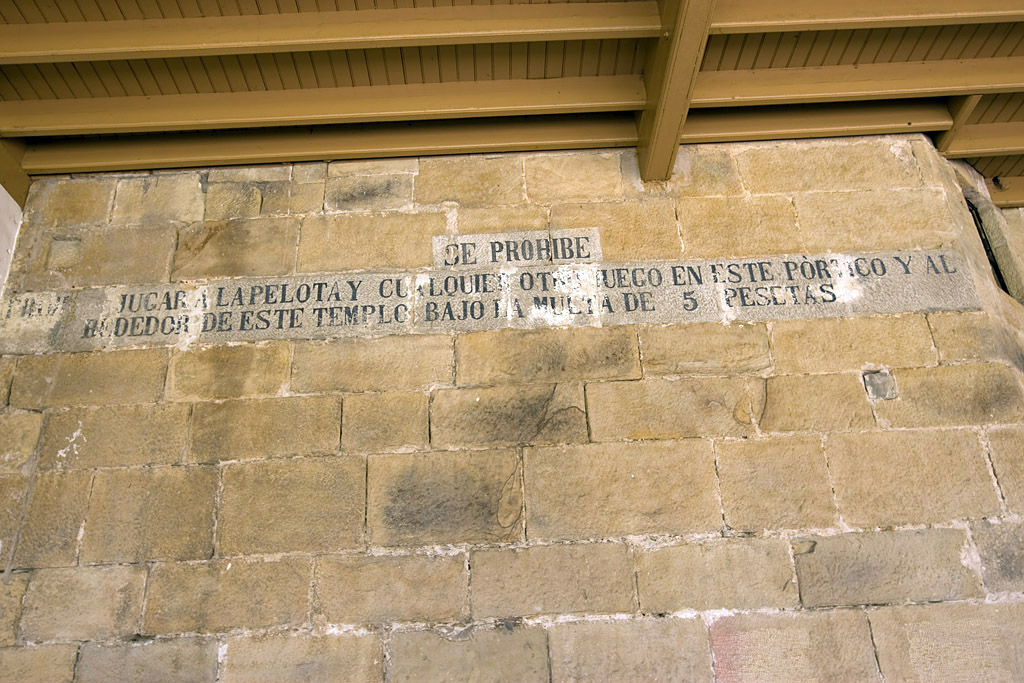 SE PROHIBE
JUGAR A LA PELOTA Y CUALQUIER OTRO JUEGO EN ESTE PÓRTICO Y AL
REDEDOR DE ESTE TEMPLO BAJO LA MULTA DE 5 PESETAS